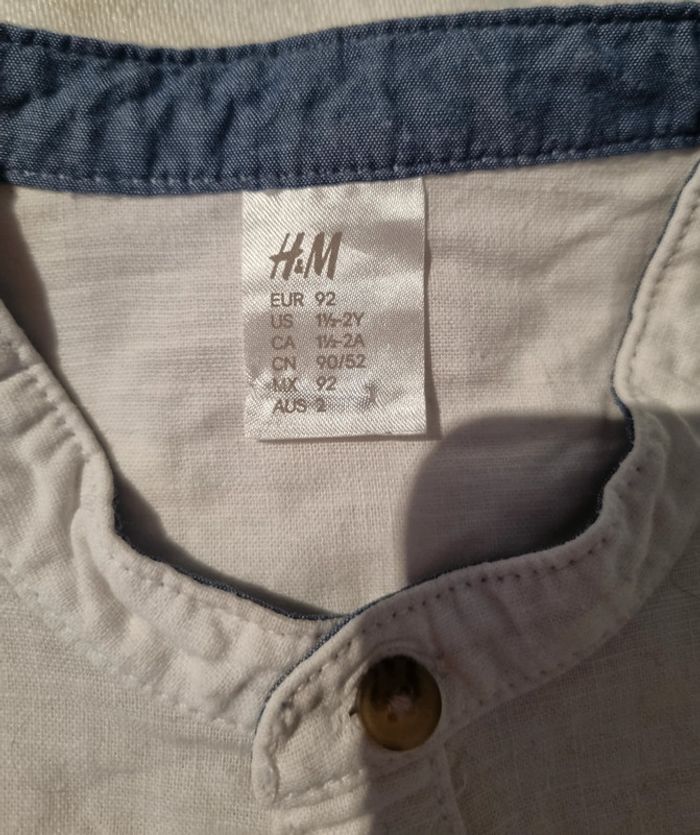 H&M
EUR 92
US 1½-2Y
CA 1½-2A
CN 90/52
MX 92
AUS 2